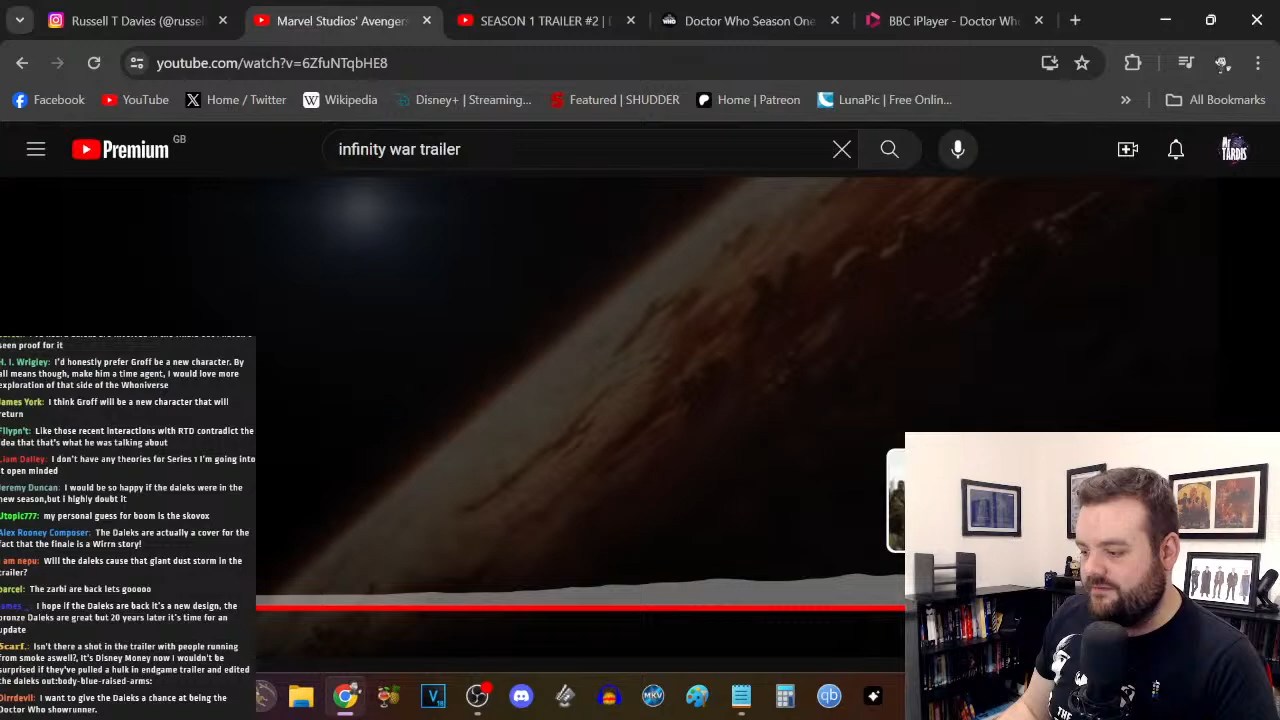 Russell T Davies (@russel
Marvel Studios' Avenger
SEASON 1 TRAILER #2 | D
Doctor Who Season One
BBC iPlayer - Doctor Wh
youtube.com/watch?v=6ZfuNTqbHE8
Facebook
YouTube
Home / Twitter
Wikipedia
Disney+ | Streaming...
Featured | SHUDDER
Home | Patreon
LunaPic | Free Onlin...
All Bookmarks
Premium
GB
infinity war trailer
Mr
TARDIS
seen proof for it
H. I. Wrigley: I'd honestly prefer Groff be a new character. By
all means though, make him a time agent, I would love more
exploration of that side of the Whoniverse
James York: I think Groff will be a new character that will
return
Fliypn't: Like those recent interactions with RTD contradict the
idea that that's what he was talking about
Liam Dalley: I don't have any theories for Series 1 I'm going into
it open minded
Jeremy Duncan: I would be so happy if the daleks were in the
new season,but i highly doubt it
Utopic777: my personal guess for boom is the skovox
Alex Rooney Composer: The Daleks are actually a cover for the
fact that the finale is a Wirrn story!
I am nepu: Will the daleks cause that giant dust storm in the
trailer?
parcel: The zarbi are back lets goooo
James _: I hope if the Daleks are back it's a new design, the
bronze Daleks are great but 20 years later it's time for an
update
Scarf.: Isn't there a shot in the trailer with people running
from smoke aswell?, It's Disney Money now I wouldn't be
surprised if they've pulled a hulk in endgame trailer and edited
the daleks out:body-blue-raised-arms:
Dirrdevil: I want to give the Daleks a chance at being the
Doctor Who showrunner.
THE
V
18
MKV
qb